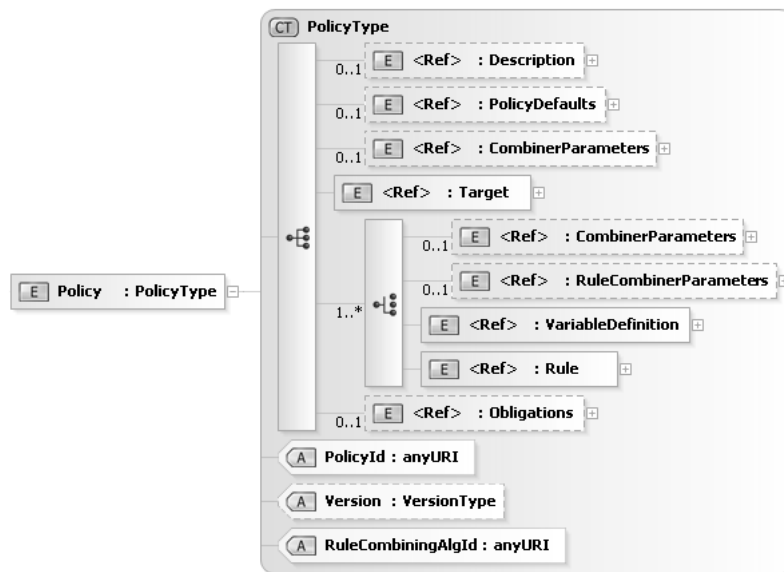 CT PolicyType
0..1 E <Ref> : Description
0..1 E <Ref> : PolicyDefaults
0..1 E <Ref> : CombinerParameters
E <Ref> : Target
0..1 E <Ref> : CombinerParameters
E Policy : PolicyType
0..1 E <Ref> : RuleCombinerParameters
1..*
E <Ref> : VariableDefinition
E <Ref> : Rule
0..1 E <Ref> : Obligations
A PolicyId : anyURI
A Version : VersionType
A RuleCombiningAlgId : anyURI